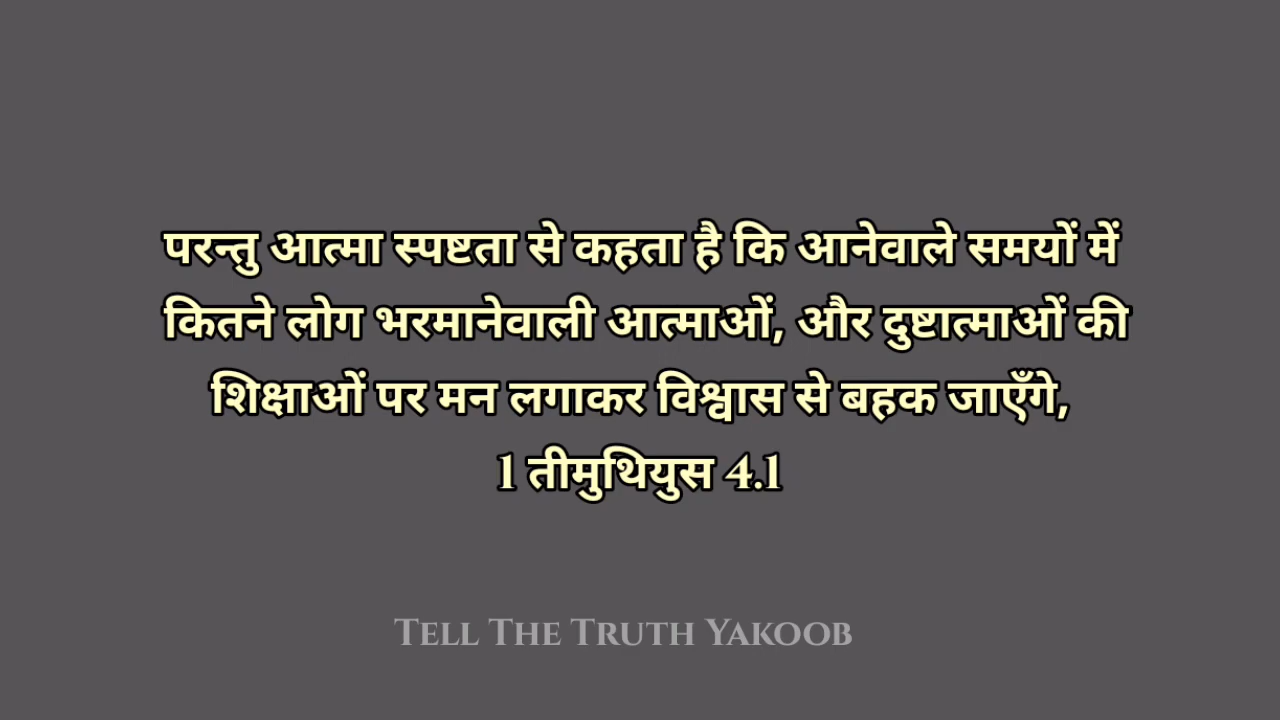 परन्तु आत्मा स्पष्टता से कहता है कि आनेवाले समयों में
कितने लोग भरमानेवाली आत्माओं, और दुष्टात्माओं की
शिक्षाओं पर मन लगाकर विश्वास से बहक जाएँगे,
1 तीमुथियुस 4.1
Tell The Truth Yakoob